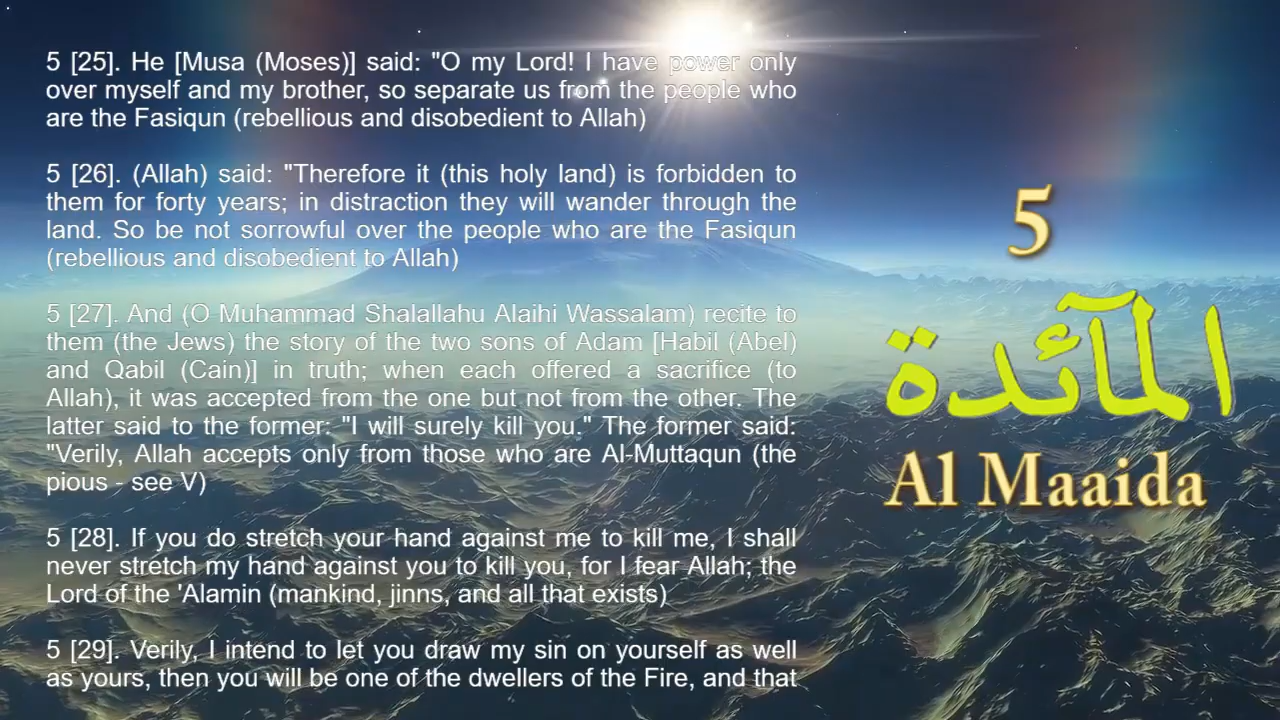 5 [25]. He [Musa (Moses)] said: "O my Lord! I have power only
over myself and my brother, so separate us from the people who
are the Fasiqun (rebellious and disobedient to Allah)
5 [26]. (Allah) said: "Therefore it (this holy land) is forbidden to
them for forty years; in distraction they will wander through the
land. So be not sorrowful over the people who are the Fasiqun
(rebellious and disobedient to Allah)
5 [27]. And (O Muhammad Shalallahu Alaihi Wassalam) recite to
them (the Jews) the story of the two sons of Adam [Habil (Abel)
and Qabil (Cain)] in truth; when each offered a sacrifice (to
Allah), it was accepted from the one but not from the other. The
latter said to the former: "I will surely kill you." The former said:
"Verily, Allah accepts only from those who are Al-Muttaqun (the
pious - see V)
5 [28]. If you do stretch your hand against me to kill me, I shall
never stretch my hand against you to kill you, for I fear Allah; the
Lord of the 'Alamin (mankind, jinns, and all that exists)
5 [29]. Verily, I intend to let you draw my sin on yourself as well
as yours, then you will be one of the dwellers of the Fire, and that
5
المآئدة
Al Maaida